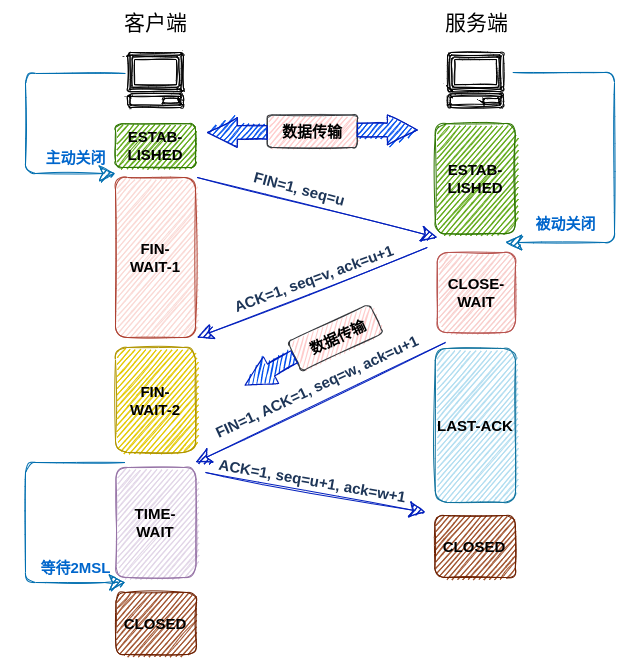 客户端
服务端
ESTAB-
LISHED
数据传输
主动关闭
ESTAB-
LISHED
FIN=1, seq=u
被动关闭
FIN-
WAIT-1
ACK=1, seq=v, ack=u+1
CLOSE-
WAIT
数据传输
FIN-
WAIT-2
FIN=1, ACK=1, seq=w, ack=u+1
LAST-ACK
ACK=1, seq=u+1, ack=w+1
TIME-
WAIT
等待2MSL
CLOSED
CLOSED